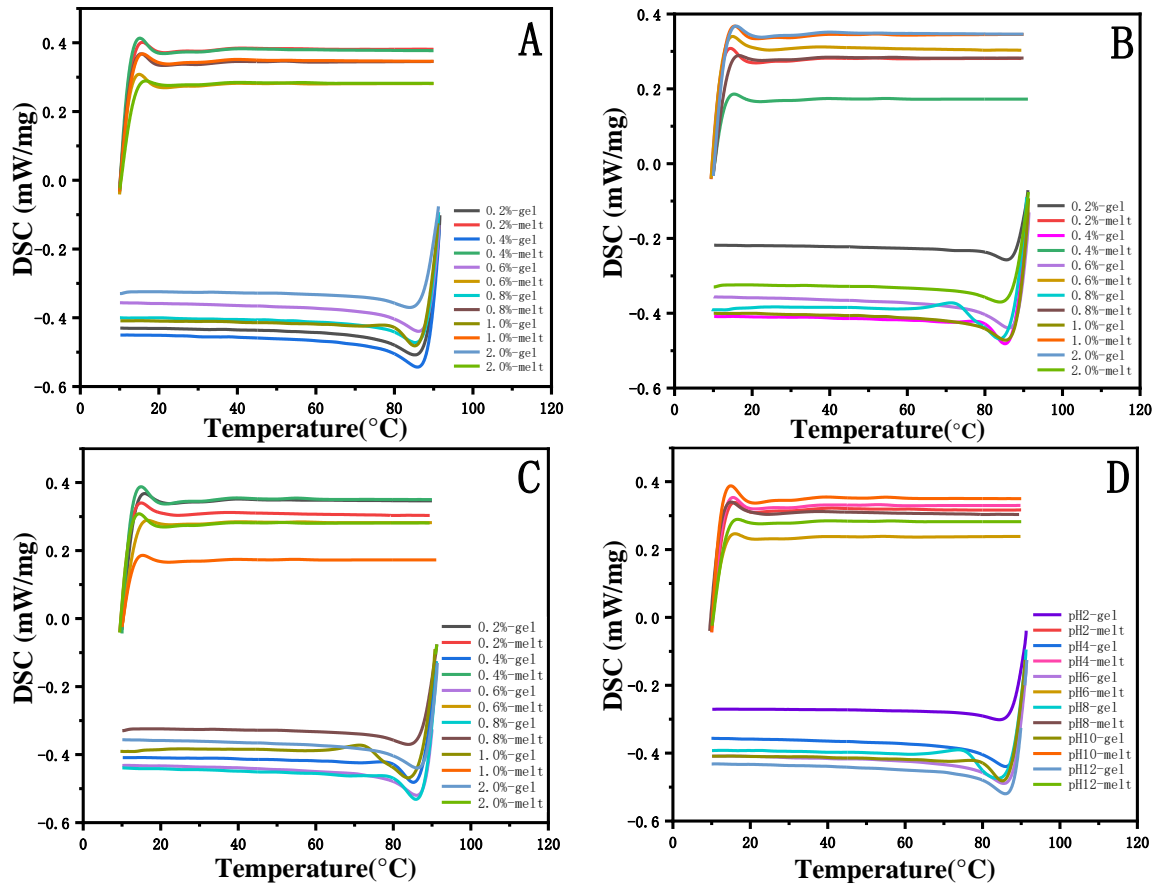 A
DSC (mW/mg)
0.4
0.2
0.0
-0.2
-0.4
-0.6
0
20
40
60
80
100
120
Temperature(°C)
0.2%-gel
0.2%-melt
0.4%-gel
0.4%-melt
0.6%-gel
0.6%-melt
0.8%-gel
0.8%-melt
1.0%-gel
1.0%-melt
2.0%-gel
2.0%-melt
B
DSC (mW/mg)
0.4
0.2
0.0
-0.2
-0.4
-0.6
0
20
40
60
80
100
120
Temperature(°C)
0.2%-gel
0.2%-melt
0.4%-gel
0.4%-melt
0.6%-gel
0.6%-melt
0.8%-gel
0.8%-melt
1.0%-gel
1.0%-melt
2.0%-gel
2.0%-melt
C
DSC (mW/mg)
0.4
0.2
0.0
-0.2
-0.4
-0.6
0
20
40
60
80
100
120
Temperature(°C)
0.2%-gel
0.2%-melt
0.4%-gel
0.4%-melt
0.6%-gel
0.6%-melt
0.8%-gel
0.8%-melt
1.0%-gel
1.0%-melt
2.0%-gel
2.0%-melt
D
DSC (mW/mg)
0.4
0.2
0.0
-0.2
-0.4
-0.6
0
20
40
60
80
100
120
Temperature(°C)
pH2-gel
pH2-melt
pH4-gel
pH4-melt
pH6-gel
pH6-melt
pH8-gel
pH8-melt
pH10-gel
pH10-melt
pH12-gel
pH12-melt